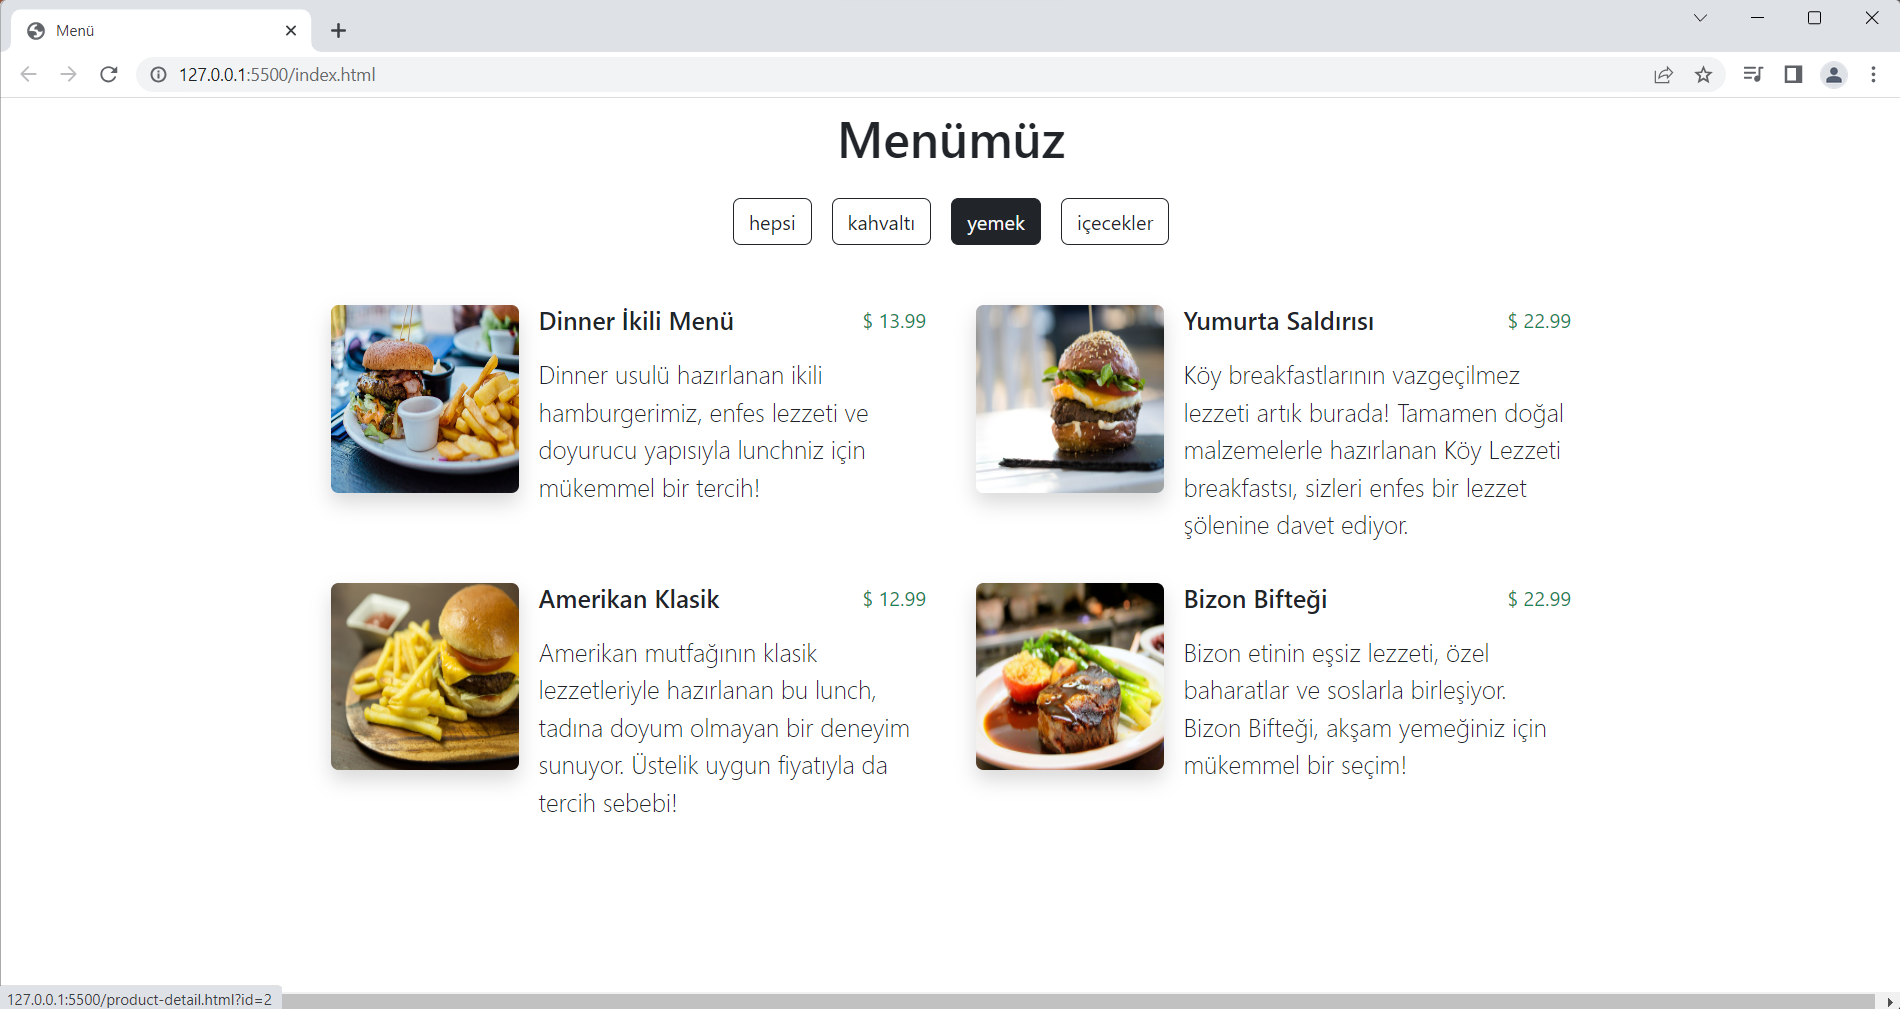 Menü
127.0.0.1:5500/index.html
Menümüz
hepsi
kahvaltı
yemek
içecekler
Dinner İkili Menü
$ 13.99
Dinner usulü hazırlanan ikili
hamburgerimiz, enfes lezzeti ve
doyurucu yapısıyla lunchniz için
mükemmel bir tercih!
Yumurta Saldırısı
$ 22.99
Köy breakfastlarının vazgeçilmez
lezzeti artık burada! Tamamen doğal
malzemelerle hazırlanan Köy Lezzeti
breakfastsı, sizleri enfes bir lezzet
şölenine davet ediyor.
Amerikan Klasik
$ 12.99
Amerikan mutfağının klasik
lezzetleriyle hazırlanan bu lunch,
tadına doyum olmayan bir deneyim
sunuyor. Üstelik uygun fiyatıyla da
tercih sebebi!
Bizon Bifteği
$ 22.99
Bizon etinin eşsiz lezzeti, özel
baharatlar ve soslarla birleşiyor.
Bizon Bifteği, akşam yemeğiniz için
mükemmel bir seçim!
127.0.0.1:5500/product-detail.html?id=2